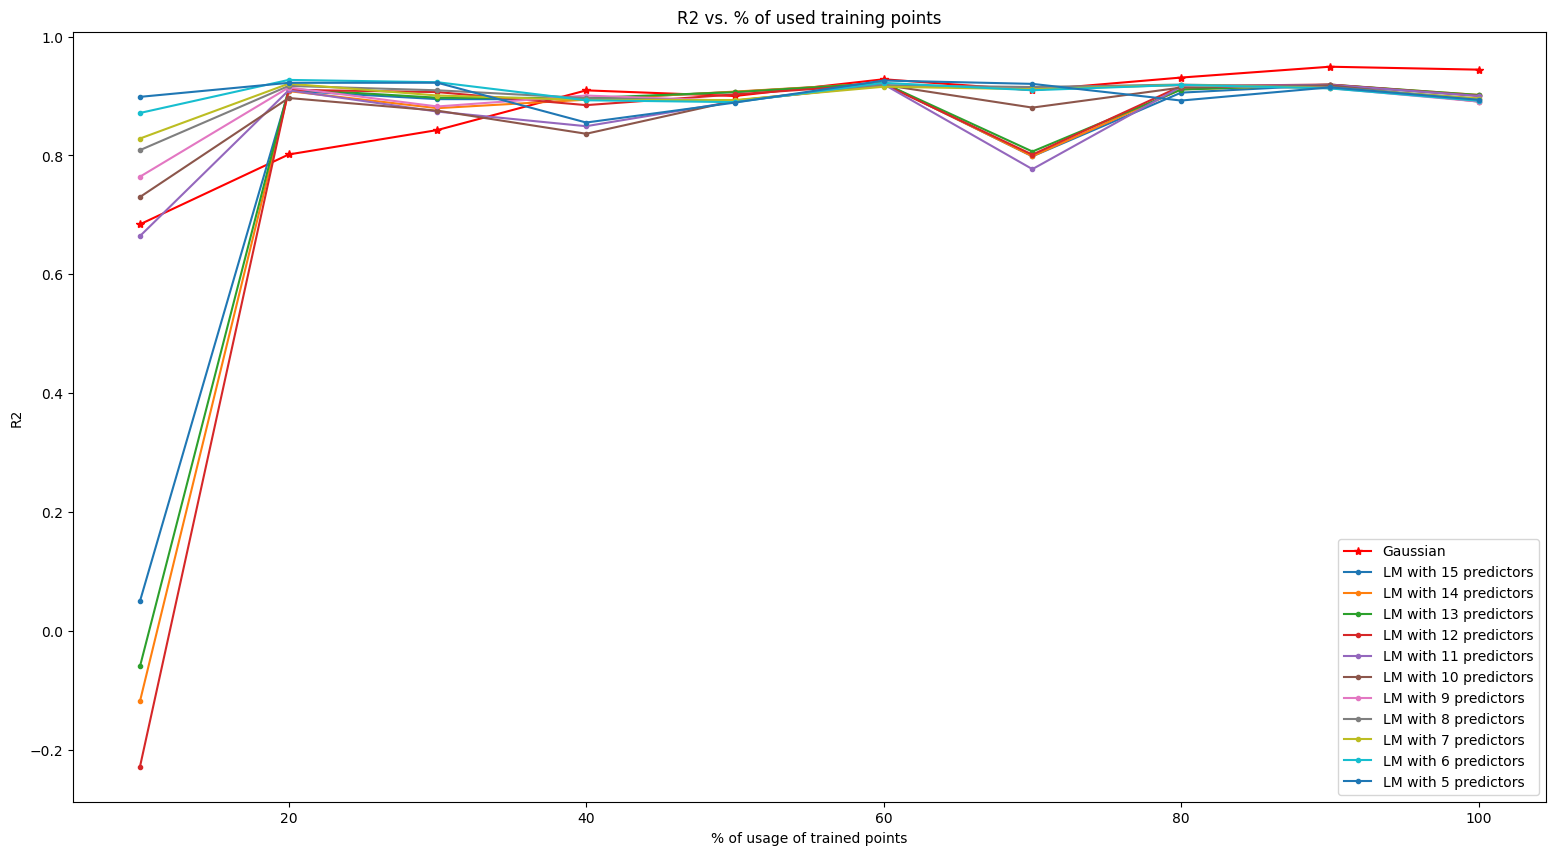 R2 vs. % of used training points
1.0
0.8
0.6
0.4
0.2
0.0
−0.2
R2
20
40
60
80
100
% of usage of trained points
Gaussian
LM with 15 predictors
LM with 14 predictors
LM with 13 predictors
LM with 12 predictors
LM with 11 predictors
LM with 10 predictors
LM with 9 predictors
LM with 8 predictors
LM with 7 predictors
LM with 6 predictors
LM with 5 predictors